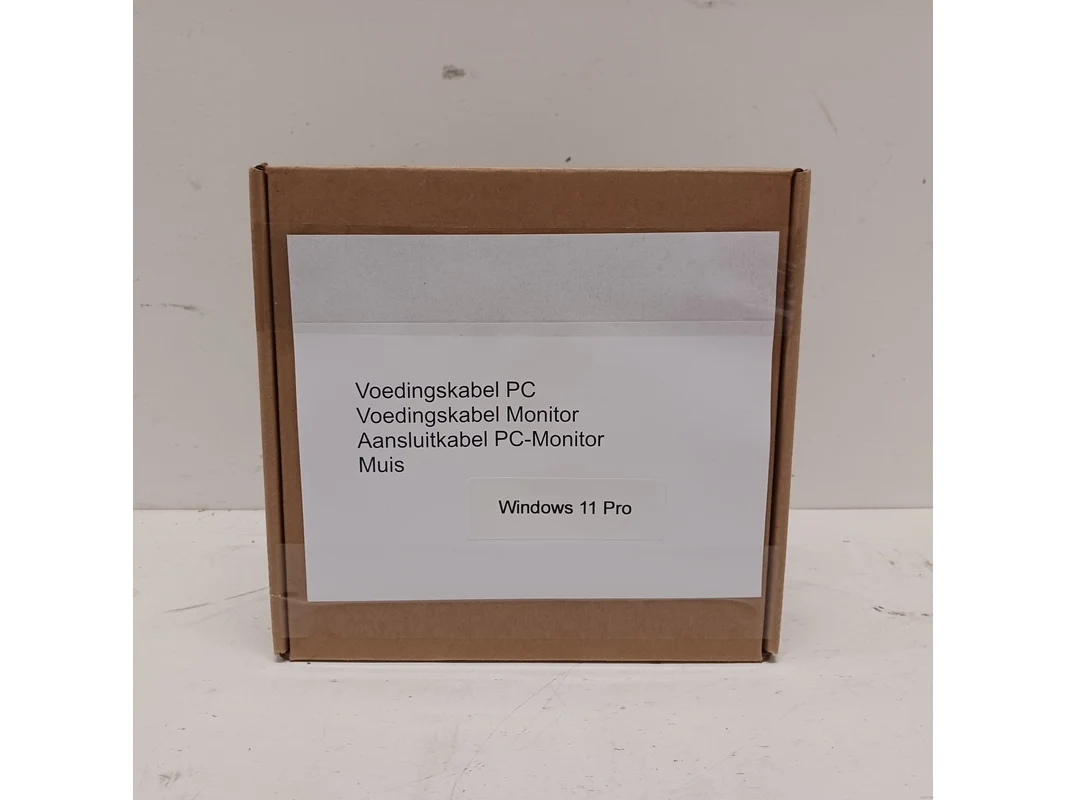 Voedingskabel PC
Voedingskabel Monitor
Aansluitkabel PC-Monitor
Muis
Windows 11 Pro